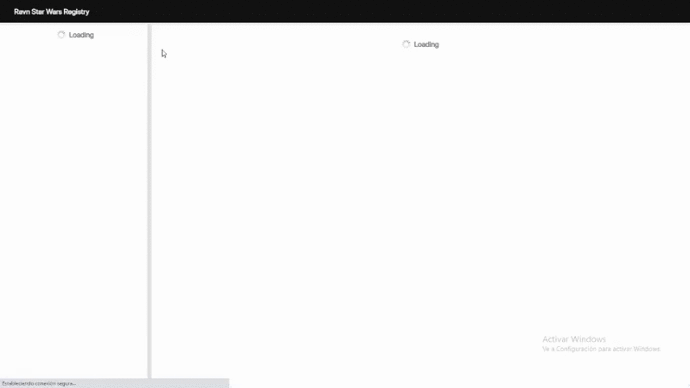 Ravn Star Wars Registry
Loading
Loading
Activar Windows
Ve a Configuración para activar Windows
Estableciendo conexión segura...